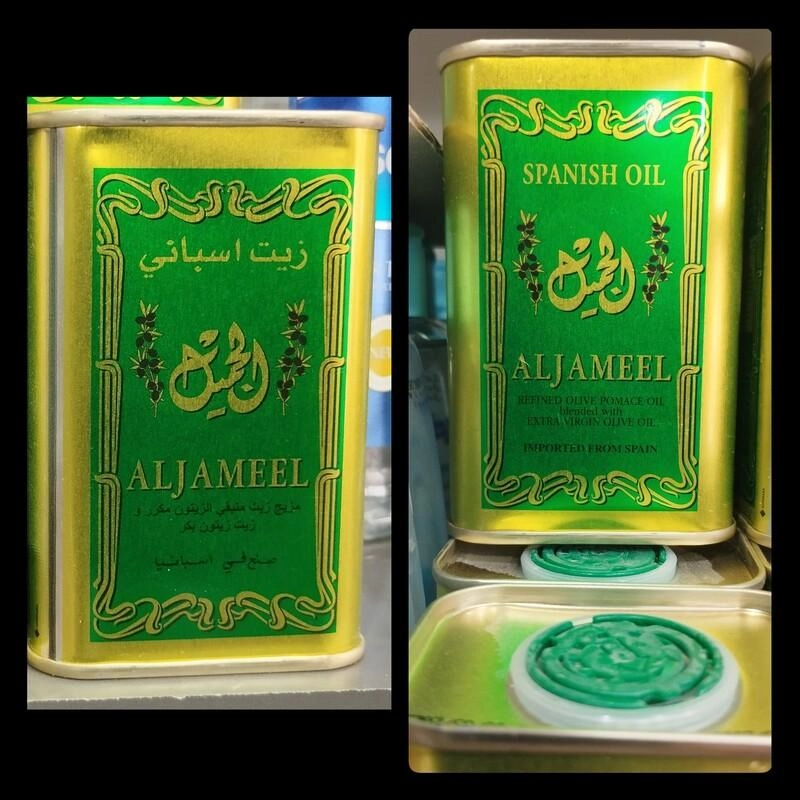 زيت اسباني
الجميل
ALJAMEEL
مزيج زيت متبقي الزيتون مكرر و
زيت زيتون بكر
صنع في اسبانيا
SPANISH OIL
الجميل
ALJAMEEL
REFINED OLIVE POMACE OIL
blended with
EXTRA VIRGIN OLIVE OIL
IMPORTED FROM SPAIN